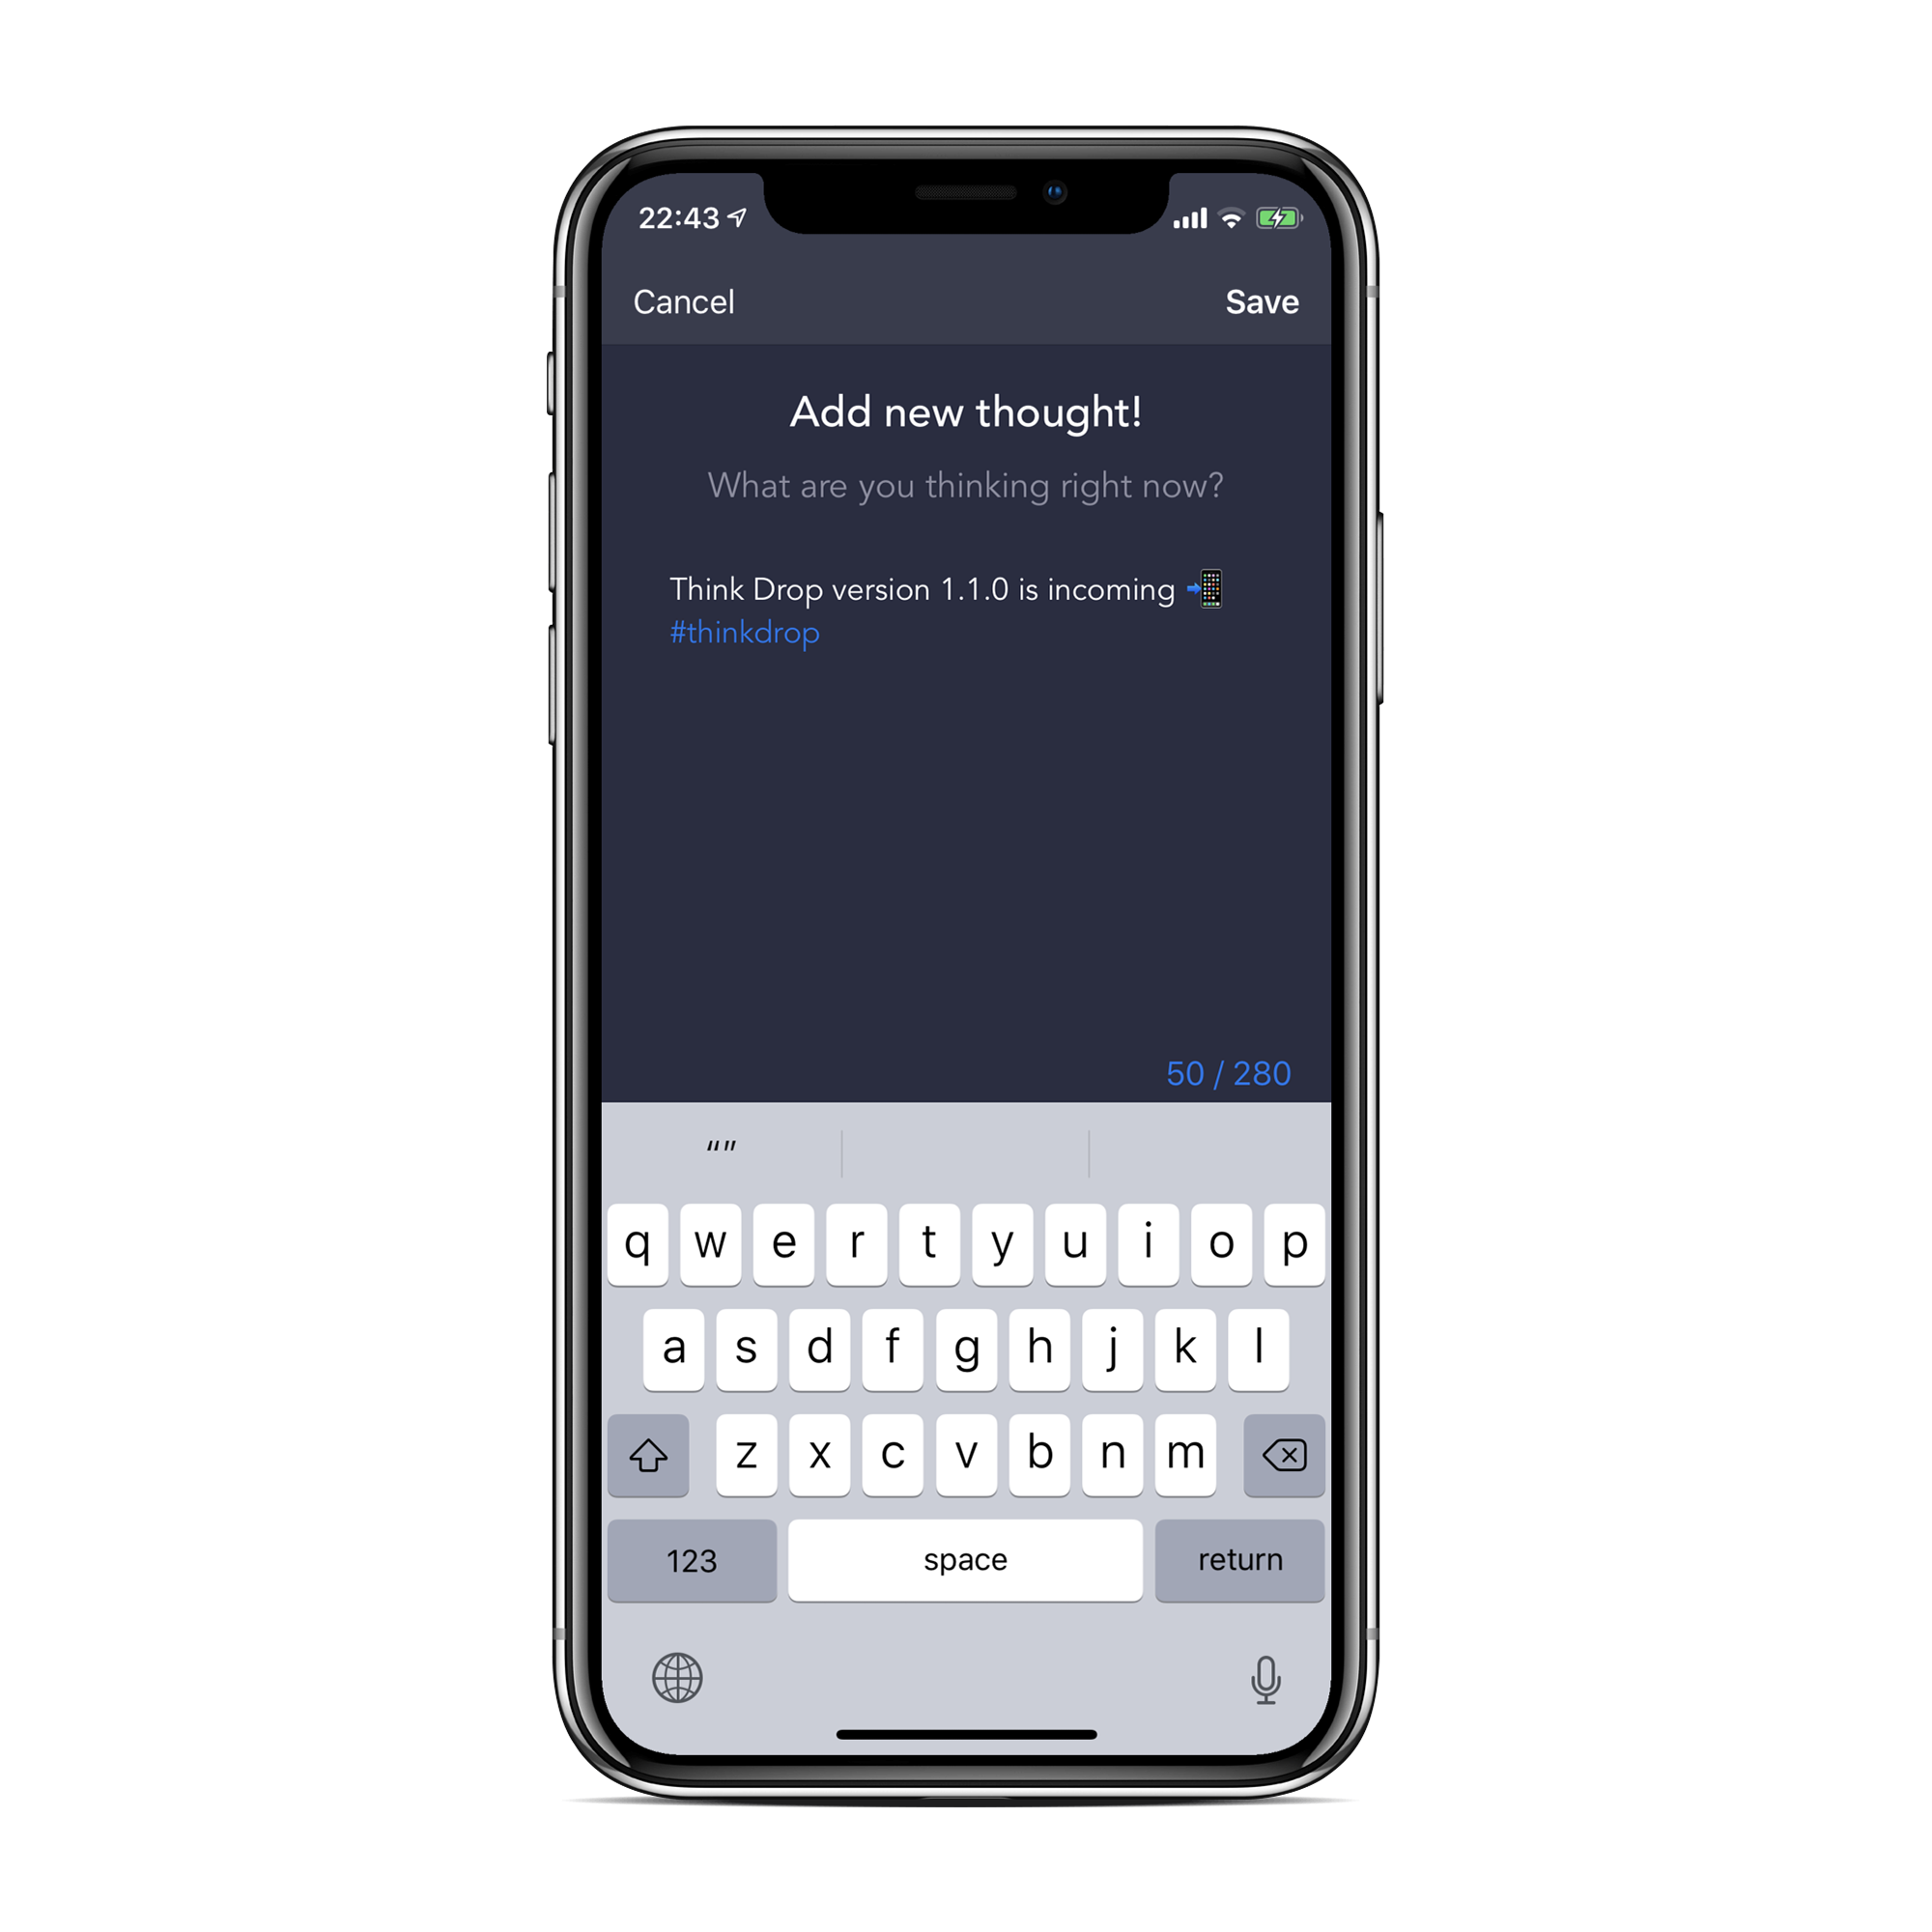 22:43
Cancel Save
Add new thought!
What are you thinking right now?
Think Drop version 1.1.0 is incoming 📲
#thinkdrop
50 / 280
“”
q w e r t y u i o p
a s d f g h j k l
z x c v b n m
123 space return